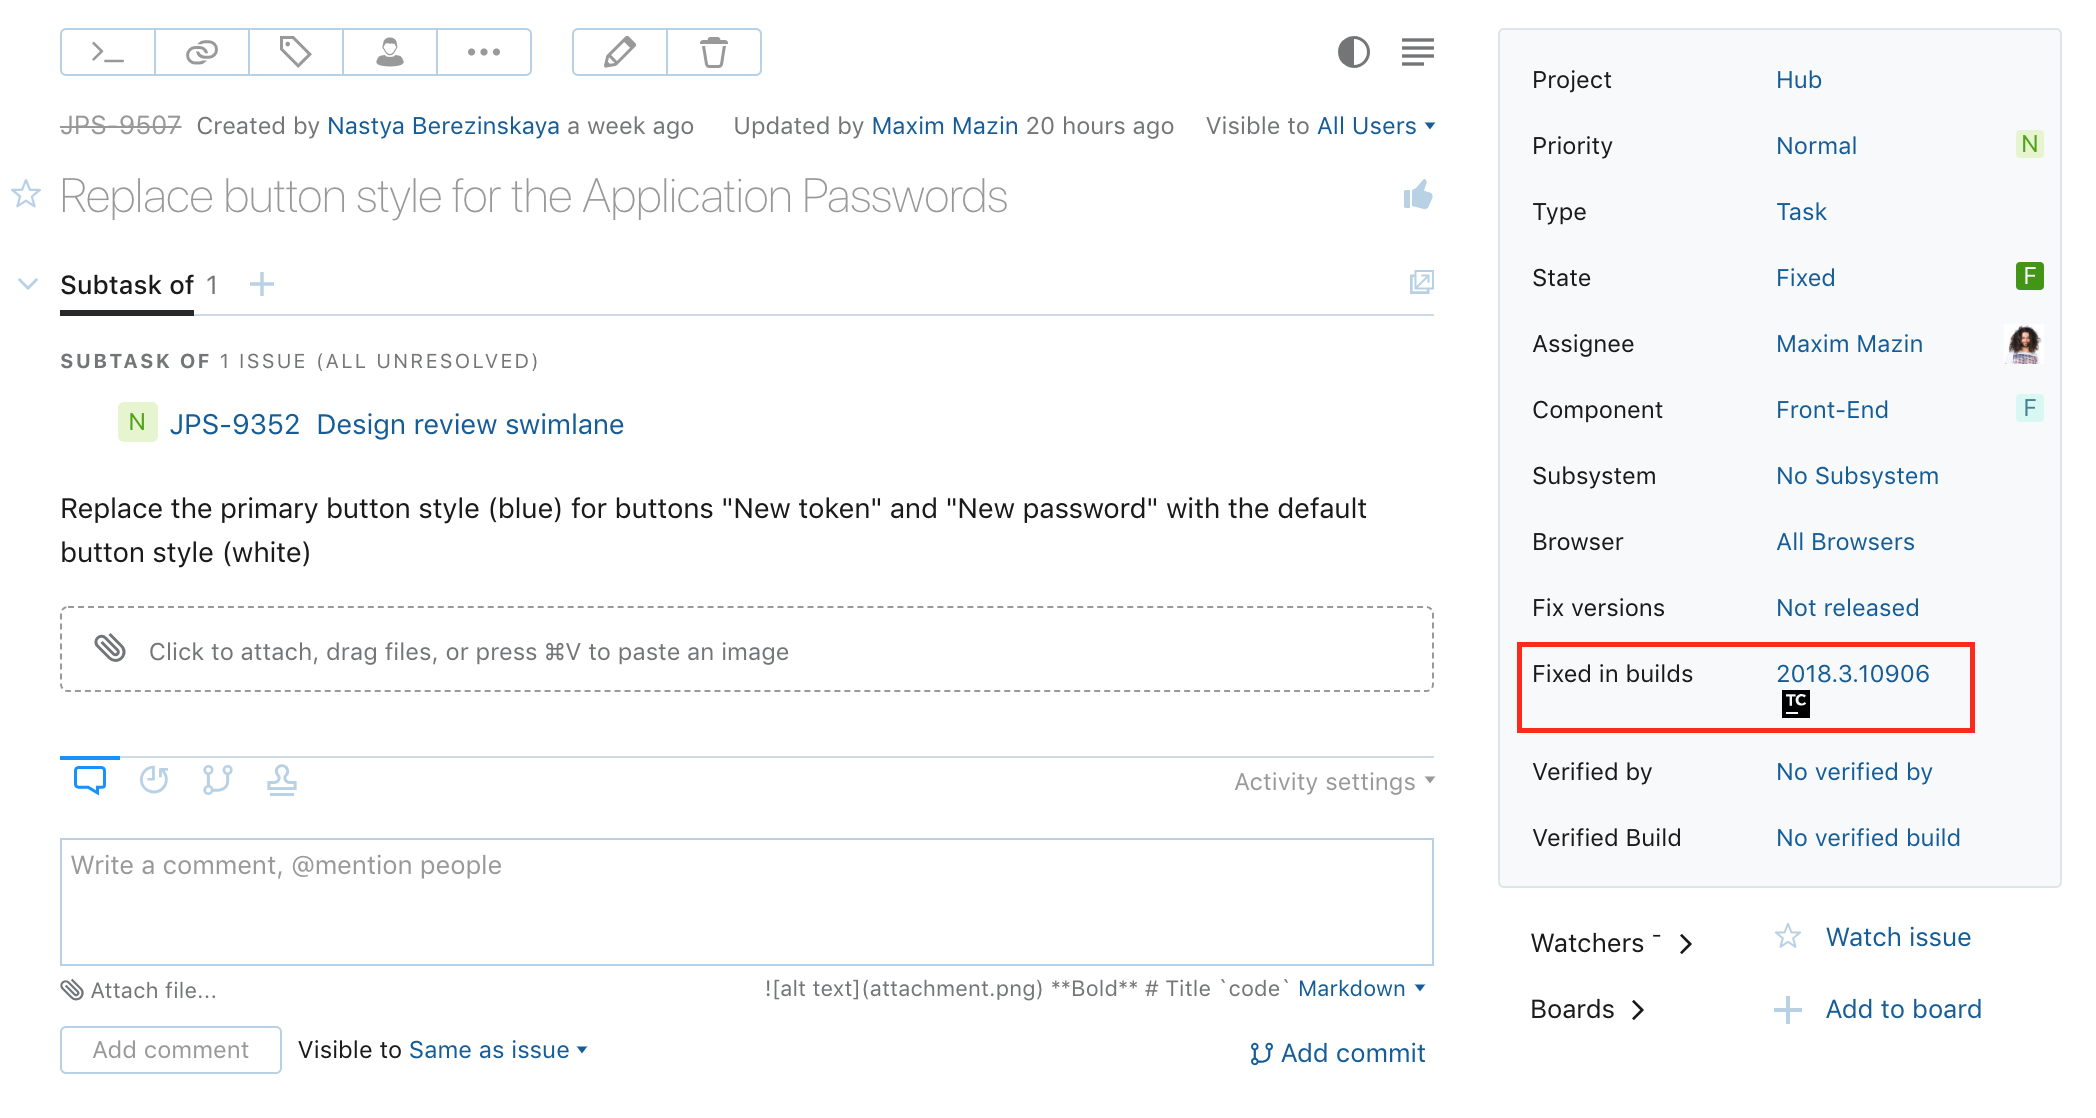 JPS-9507 Created by Nastya Berezinskaya a week ago Updated by Maxim Mazin 20 hours ago Visible to All Users
Replace button style for the Application Passwords
Subtask of 1
SUBTASK OF 1 ISSUE (ALL UNRESOLVED)
N JPS-9352 Design review swimlane
Replace the primary button style (blue) for buttons "New token" and "New password" with the default
button style (white)
Click to attach, drag files, or press ⌘V to paste an image
Activity settings
Write a comment, @mention people
Attach file...
![alt text](attachment.png) **Bold** # Title `code` Markdown
Add comment Visible to Same as issue
Add commit
Project Hub
Priority Normal N
Type Task
State Fixed F
Assignee Maxim Mazin
Component Front-End F
Subsystem No Subsystem
Browser All Browsers
Fix versions Not released
Fixed in builds 2018.3.10906
TC
Verified by No verified by
Verified Build No verified build
Watchers - Watch issue
Boards Add to board